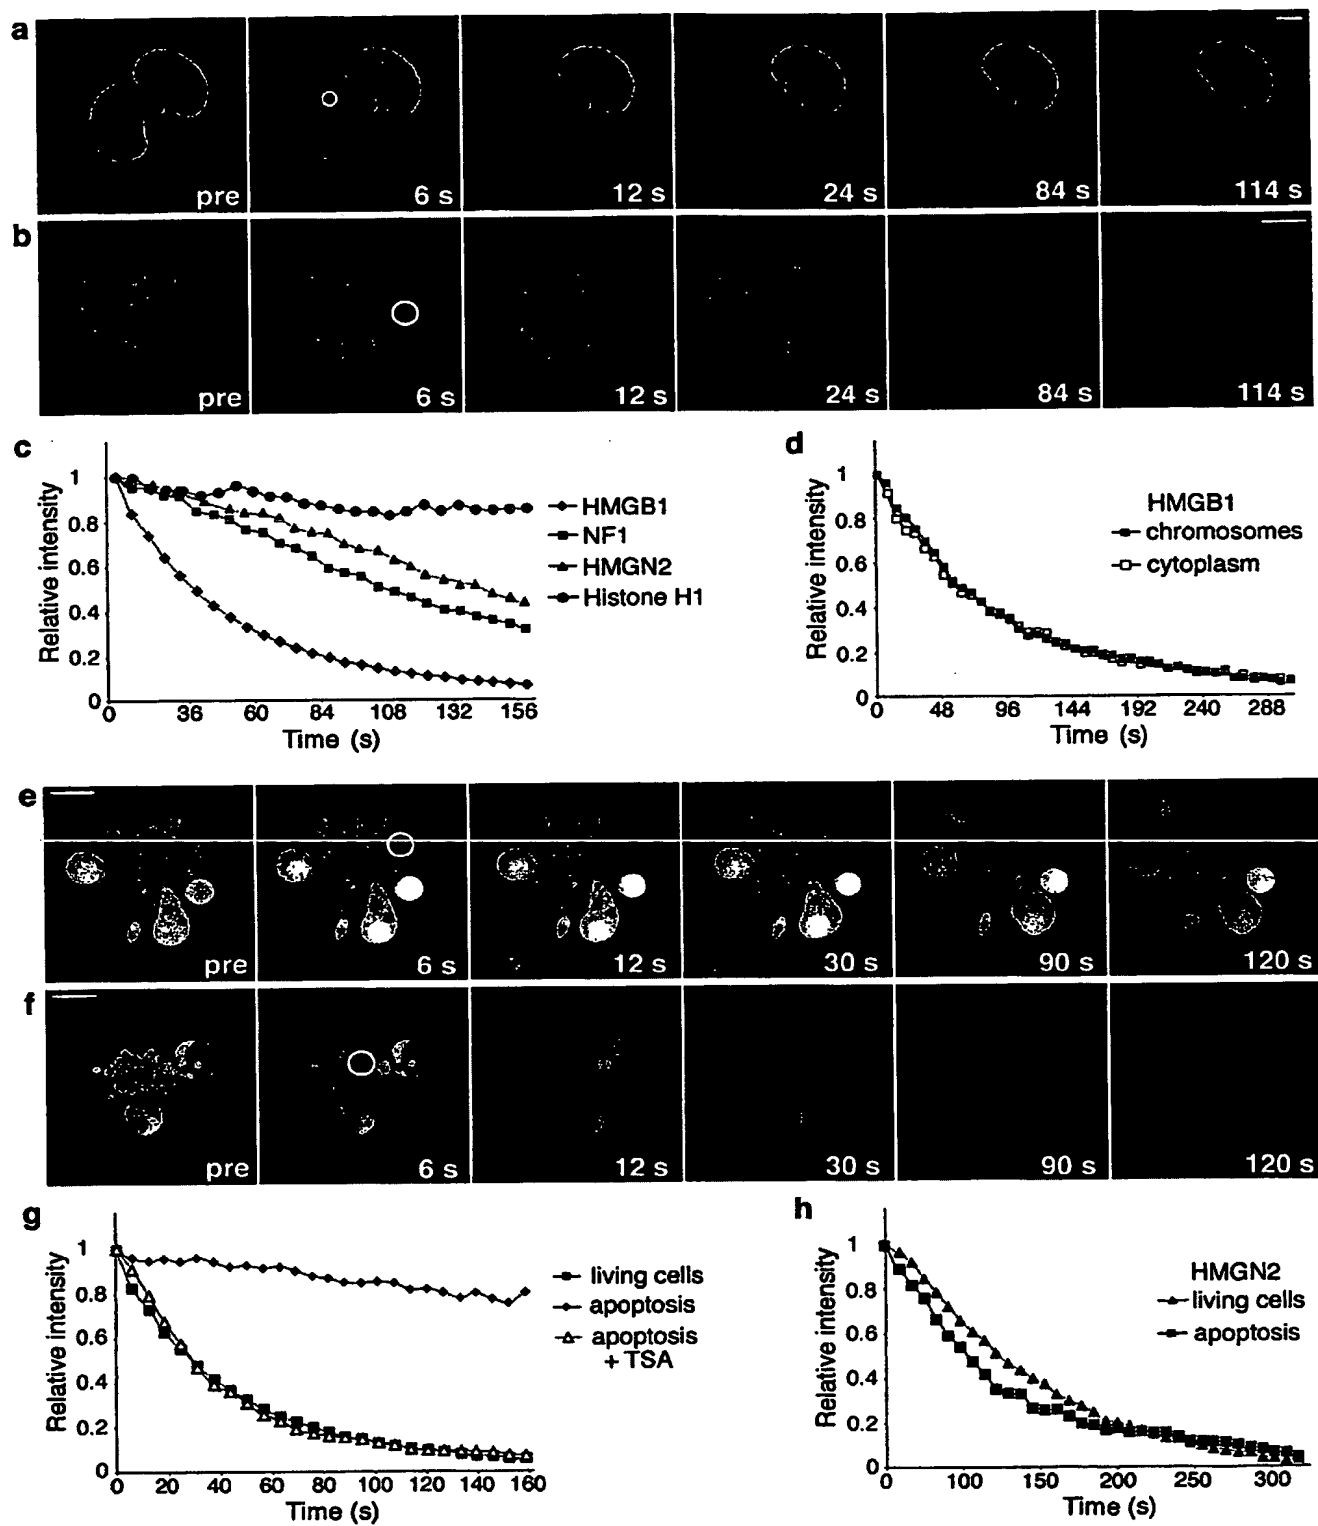 a
pre 6 s 12 s 24 s 84 s 114 s
b
pre 6 s 12 s 24 s 84 s 114 s
c
Relative intensity
1
0.8
0.6
0.4
0.2
0
0 36 60 84 108 132 156
Time (s)
HMGB1
NF1
HMGN2
Histone H1
d
Relative intensity
1
0.8
0.6
0.4
0.2
0
0 48 96 144 192 240 288
Time (s)
HMGB1
chromosomes
cytoplasm
e
pre 6 s 12 s 30 s 90 s 120 s
f
pre 6 s 12 s 30 s 90 s 120 s
g
Relative intensity
1
0.8
0.6
0.4
0.2
0
0 20 40 60 80 100 120 140 160
Time (s)
living cells
apoptosis
apoptosis
+ TSA
h
Relative intensity
1
0.8
0.6
0.4
0.2
0
0 100 150 200 250 300
Time (s)
HMGN2
living cells
apoptosis